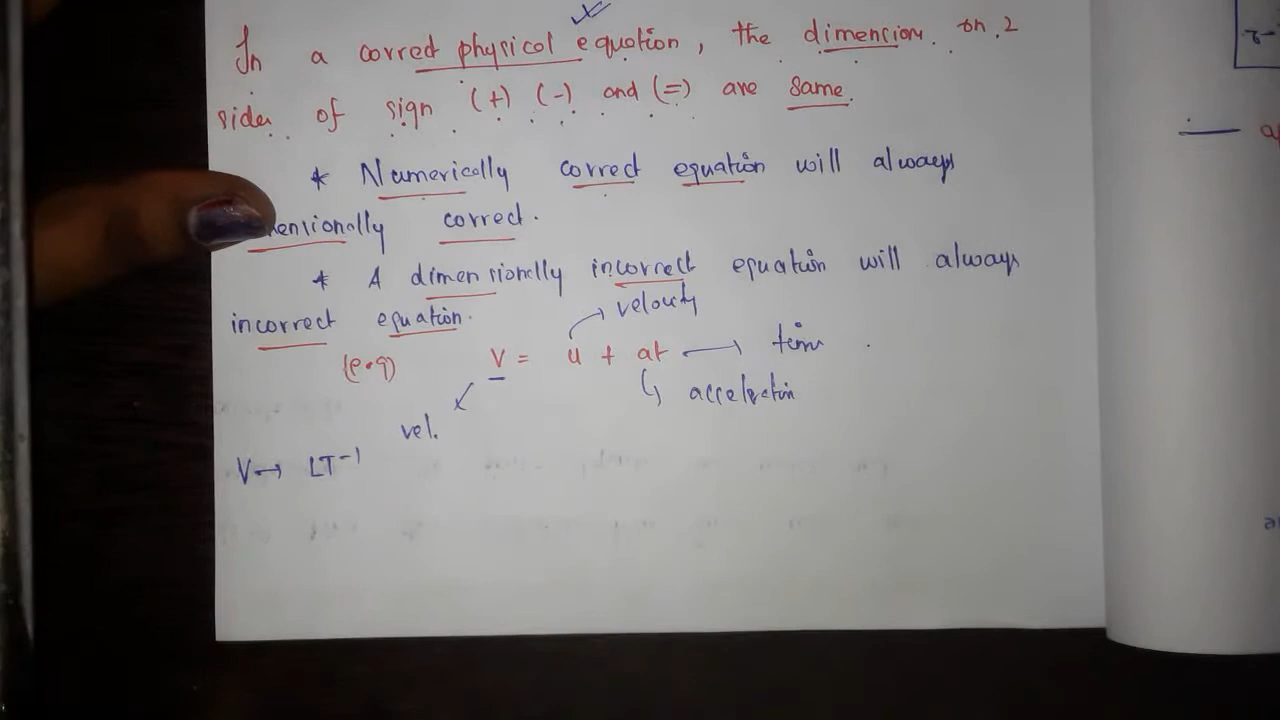 In a correct physical equation, the dimension on 2
sides of sign (+) (-) and (=) are same.
* Numerically correct equation will always
mensionally correct.
* A dimensionally incorrect equation will always
incorrect equation.
velocity
(e.g) V = u + at → time
acceleration
vel.
V → LT⁻¹